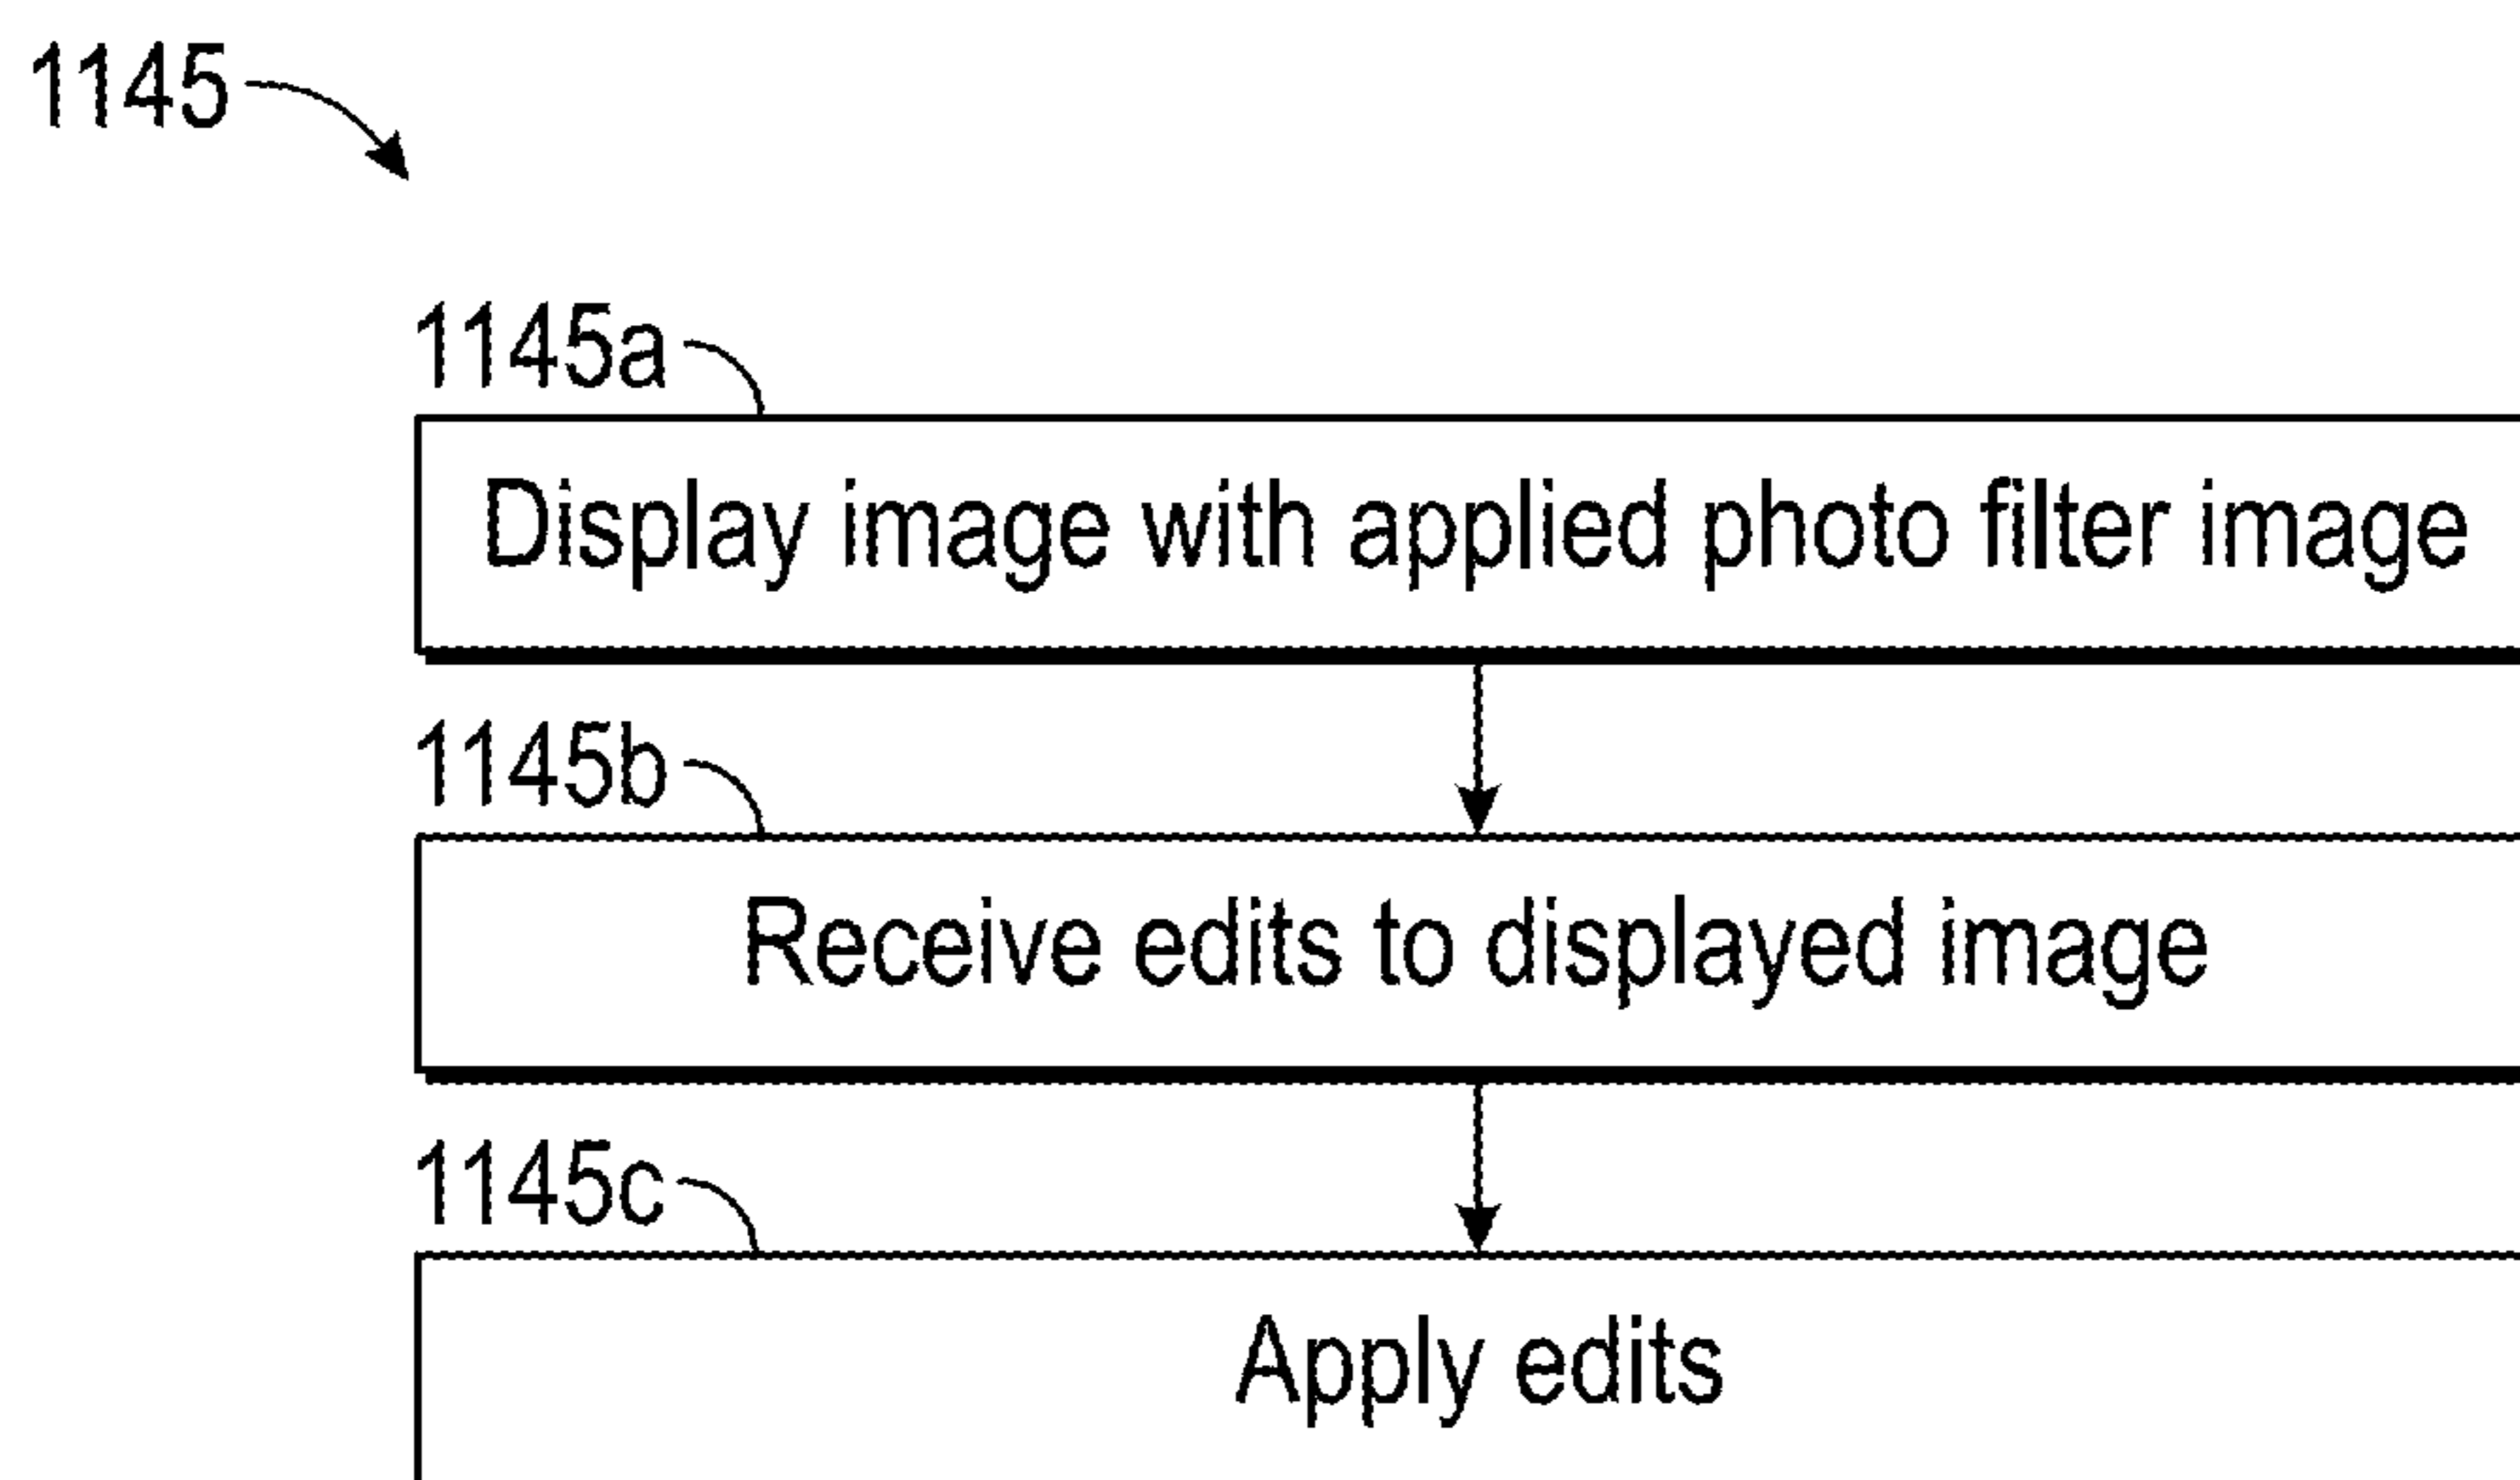 1145
1145a
Display image with applied photo filter image
1145b
Receive edits to displayed image
1145c
Apply edits